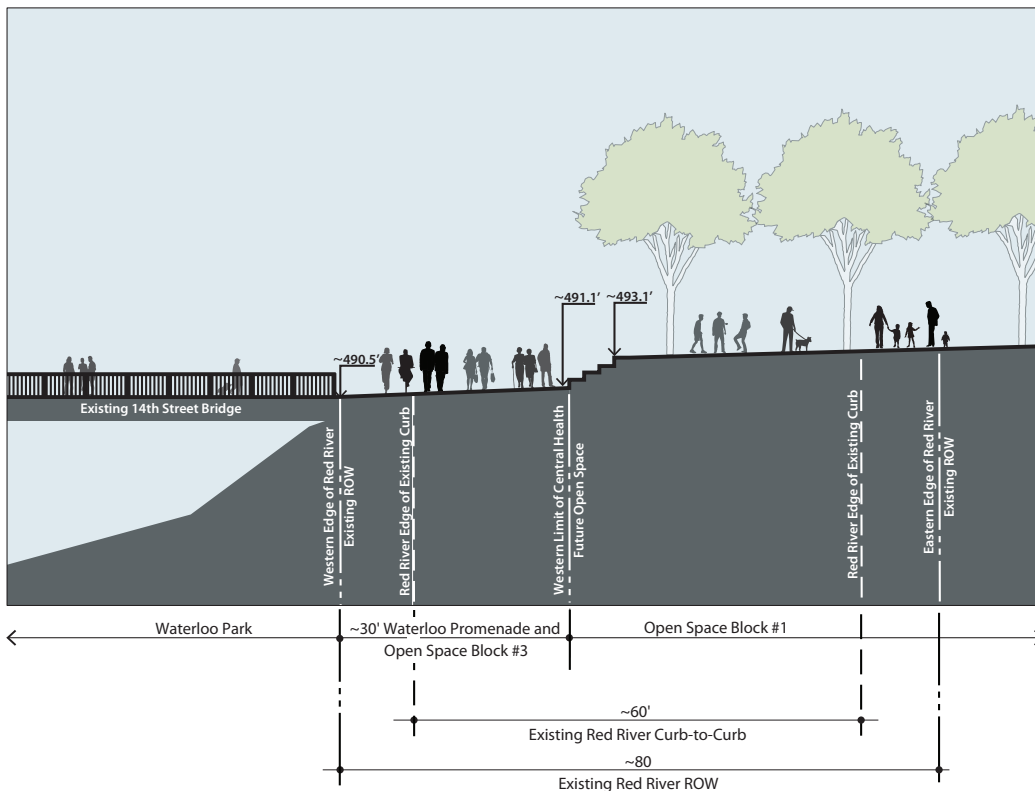 ~491.1'
~493.1'
~490.5'
Existing 14th Street Bridge
Western Edge of Red River
Existing ROW
Red River Edge of Existing Curb
Western Limit of Central Health
Future Open Space
Red River Edge of Existing Curb
Eastern Edge of Red River
Existing ROW
Waterloo Park
~30' Waterloo Promenade and
Open Space Block #3
Open Space Block #1
~60'
Existing Red River Curb-to-Curb
~80
Existing Red River ROW